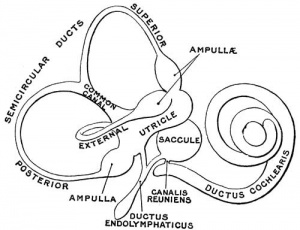 SUPERIOR
SEMICIRCULAR DUCTS
AMPULLÆ
COMMON
CANAL
EXTERNAL
UTRICLE
SACCULE
POSTERIOR
AMPULLA
CANALIS
REUNIENS
DUCTUS COCHLEARIS
DUCTUS
ENDOLYMPHATICUS